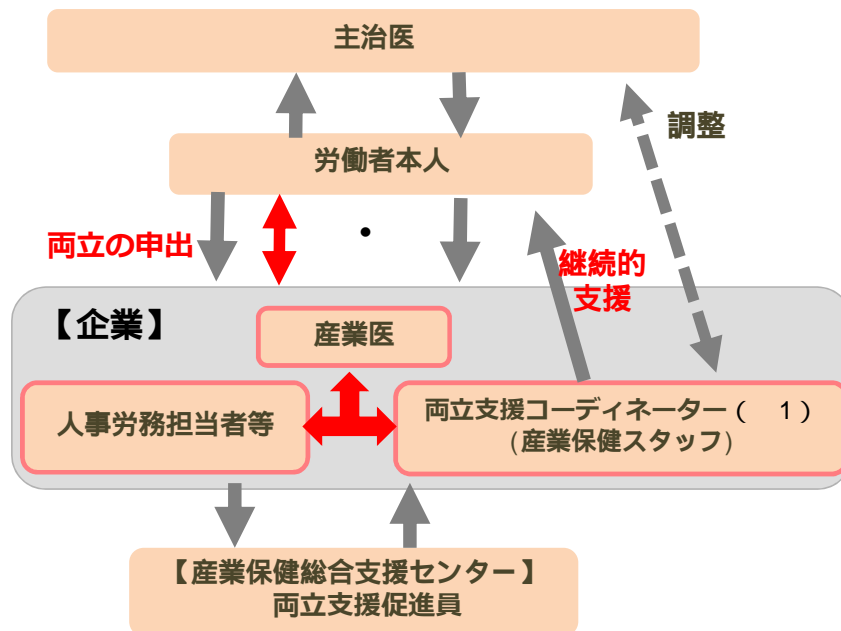 主治医
調整
労働者本人
両立の申出
・
継続的
支援
【企業】
産業医
人事労務担当者等
両立支援コーディネーター( 1)
(産業保健スタッフ)
【産業保健総合支援センター】
両立支援促進員